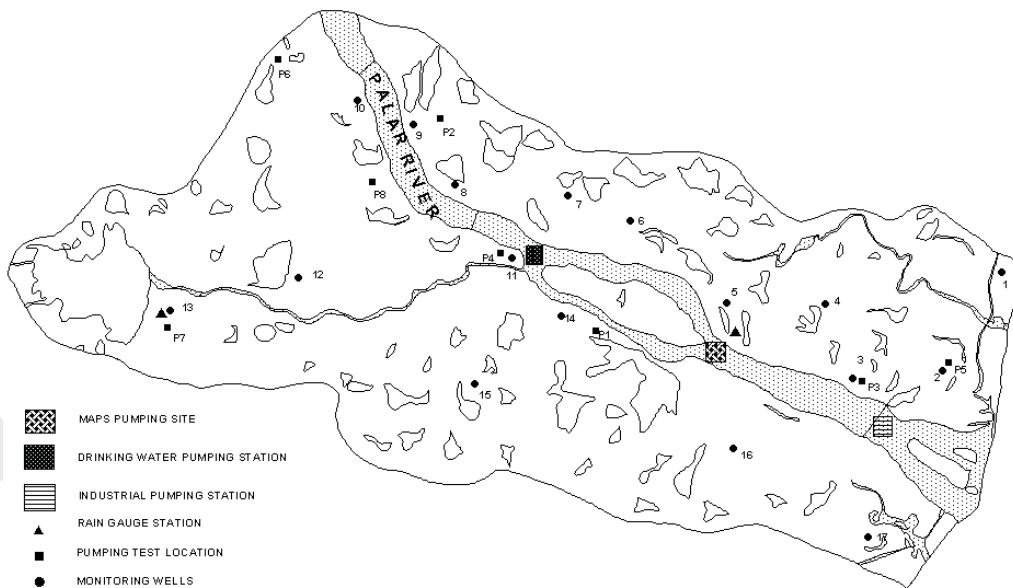 P6
10
9
P2
PALAR RIVER
P8
8
7
6
P4
11
12
1
13
P7
14
P1
5
4
3
P3
2
P5
15
16
17
MAPS PUMPING SITE
DRINKING WATER PUMPING STATION
INDUSTRIAL PUMPING STATION
RAIN GAUGE STATION
PUMPING TEST LOCATION
MONITORING WELLS